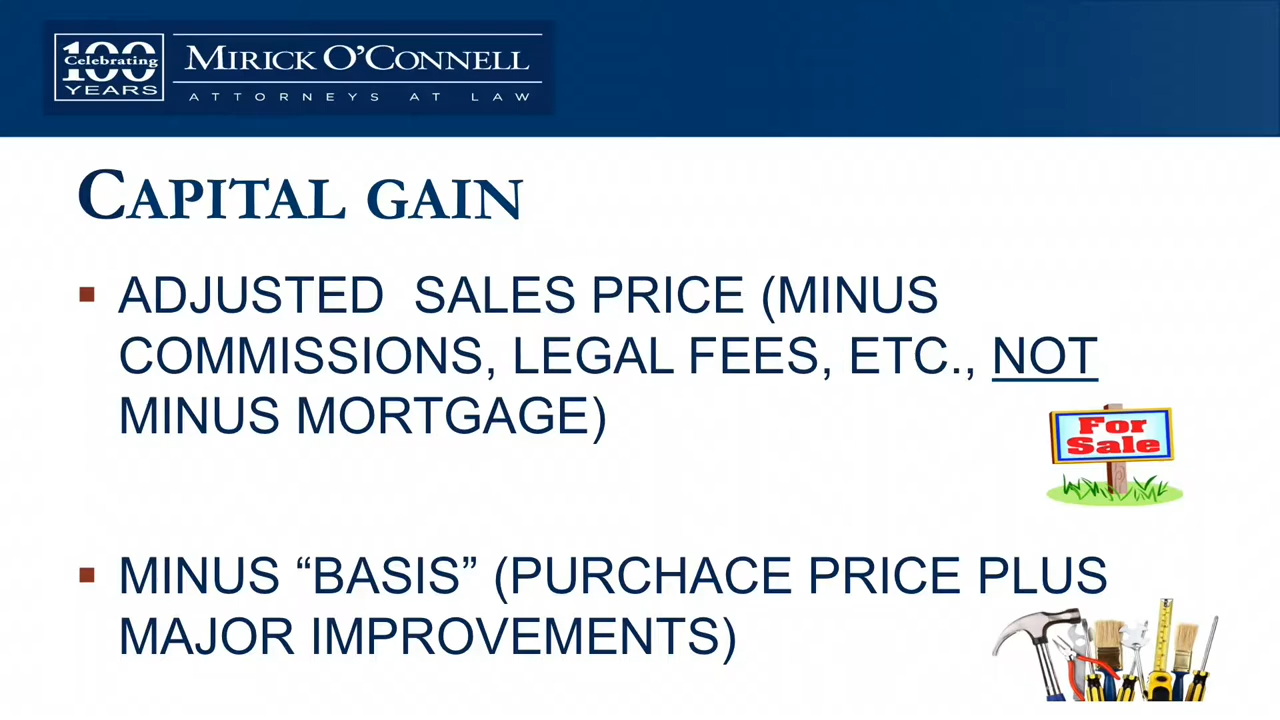 100
Celebrating
YEARS
MIRICK O'CONNELL
ATTORNEYS AT LAW
CAPITAL GAIN
▪ ADJUSTED SALES PRICE (MINUS
COMMISSIONS, LEGAL FEES, ETC., NOT
MINUS MORTGAGE)
For
Sale
▪ MINUS “BASIS” (PURCHACE PRICE PLUS
MAJOR IMPROVEMENTS)